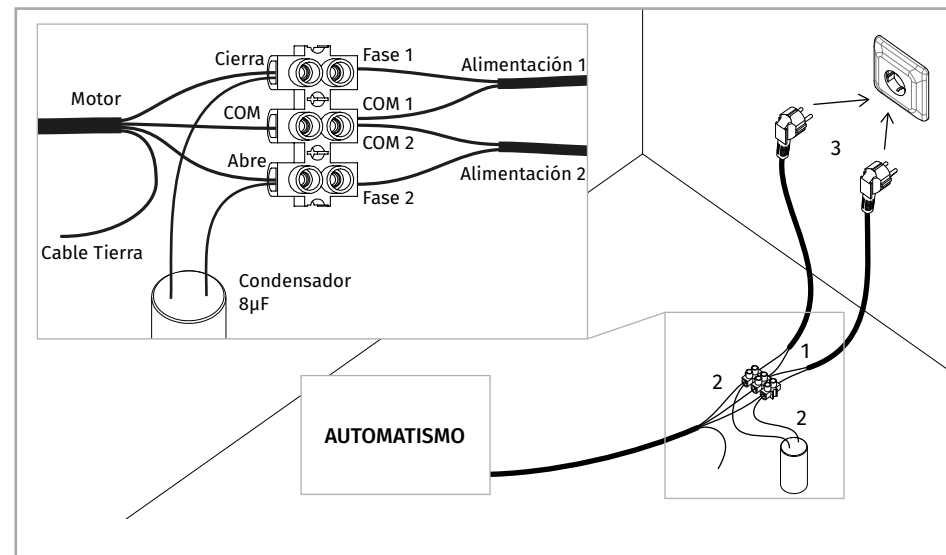 Cierra
Fase 1
Alimentación 1
Motor
COM
COM 1
COM 2
Abre
Alimentación 2
Fase 2
Cable Tierra
Condensador
8µF
3
1
2
2
AUTOMATISMO